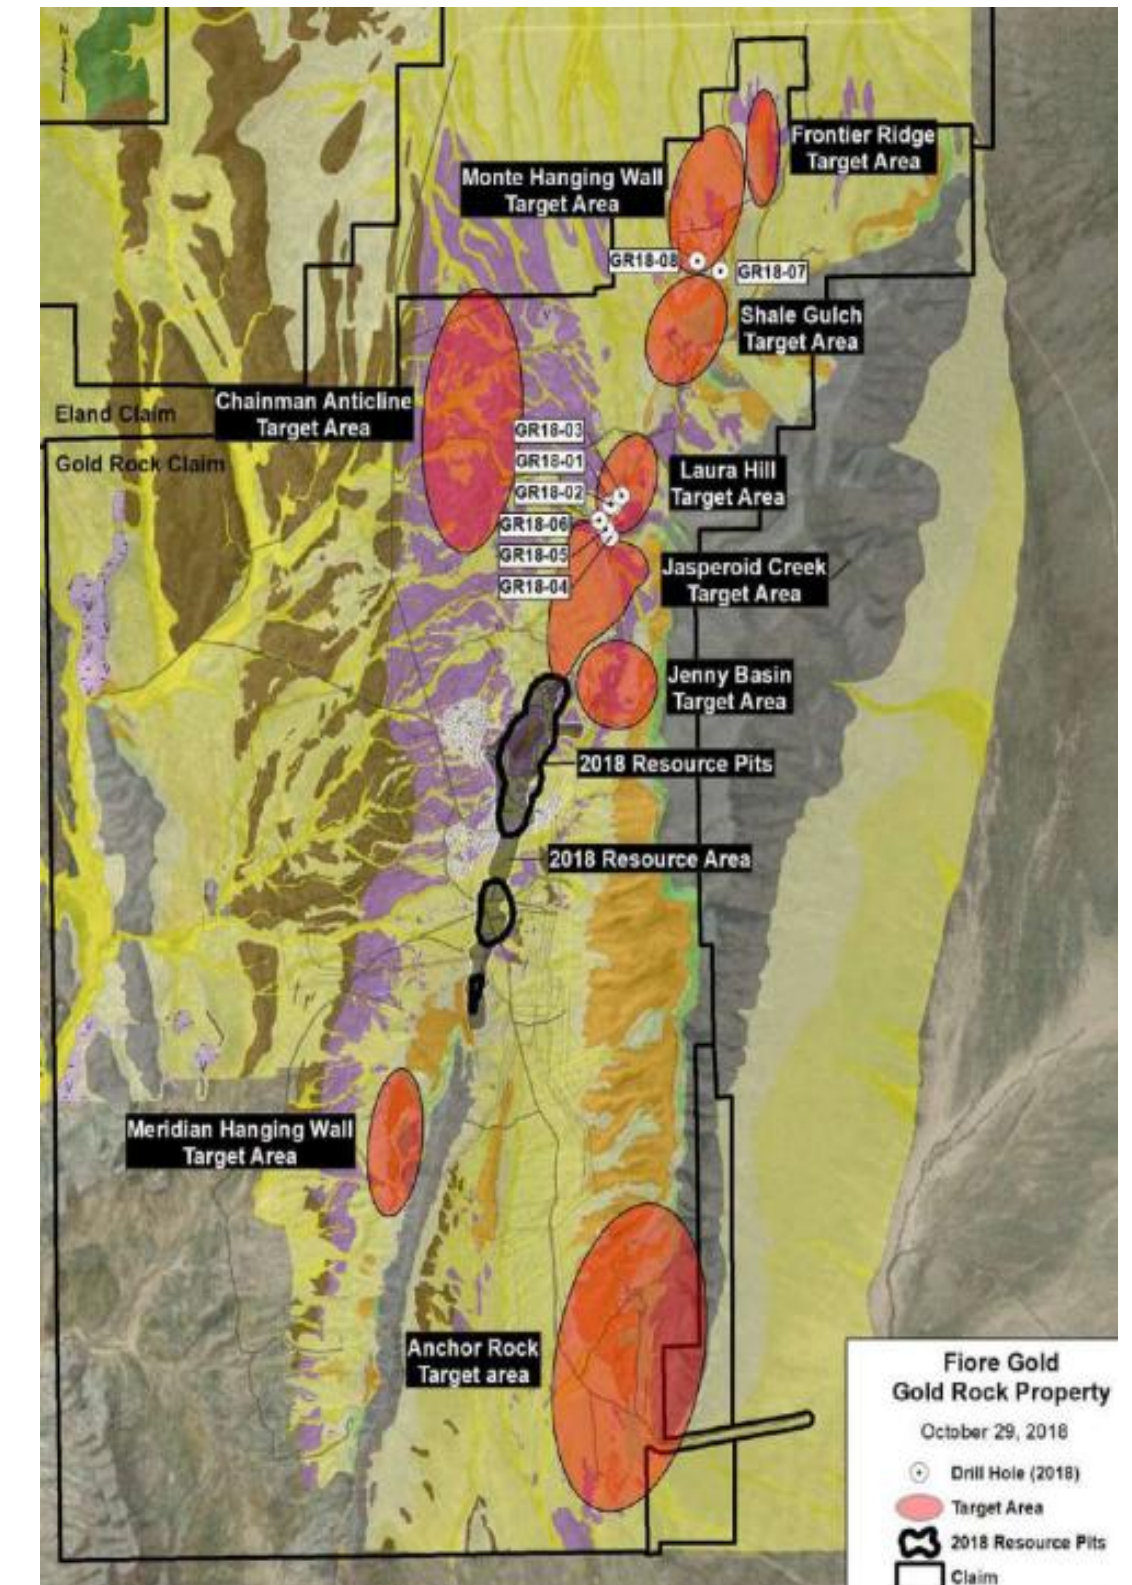 N
Frontier Ridge
Target Area
Monte Hanging Wall
Target Area
GR18-08
GR18-07
Shale Gulch
Target Area
Chainman Anticline
Target Area
Eland Claim
Gold Rock Claim
GR18-03
GR18-01
GR18-02
GR18-06
GR18-05
GR18-04
Laura Hill
Target Area
Jasperoid Creek
Target Area
Jenny Basin
Target Area
2018 Resource Pits
2018 Resource Area
Meridian Hanging Wall
Target Area
Anchor Rock
Target area
Fiore Gold
Gold Rock Property
October 29, 2018
Drill Hole (2018)
Target Area
2018 Resource Pits
Claim